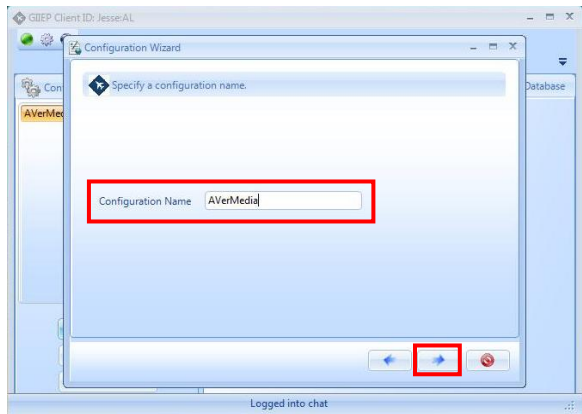 GIIEP Client ID: Jesse:AL
Configuration Wizard
Con
Database
Specify a configuration name.
AVerMed
Configuration Name AVerMedia
Logged into chat